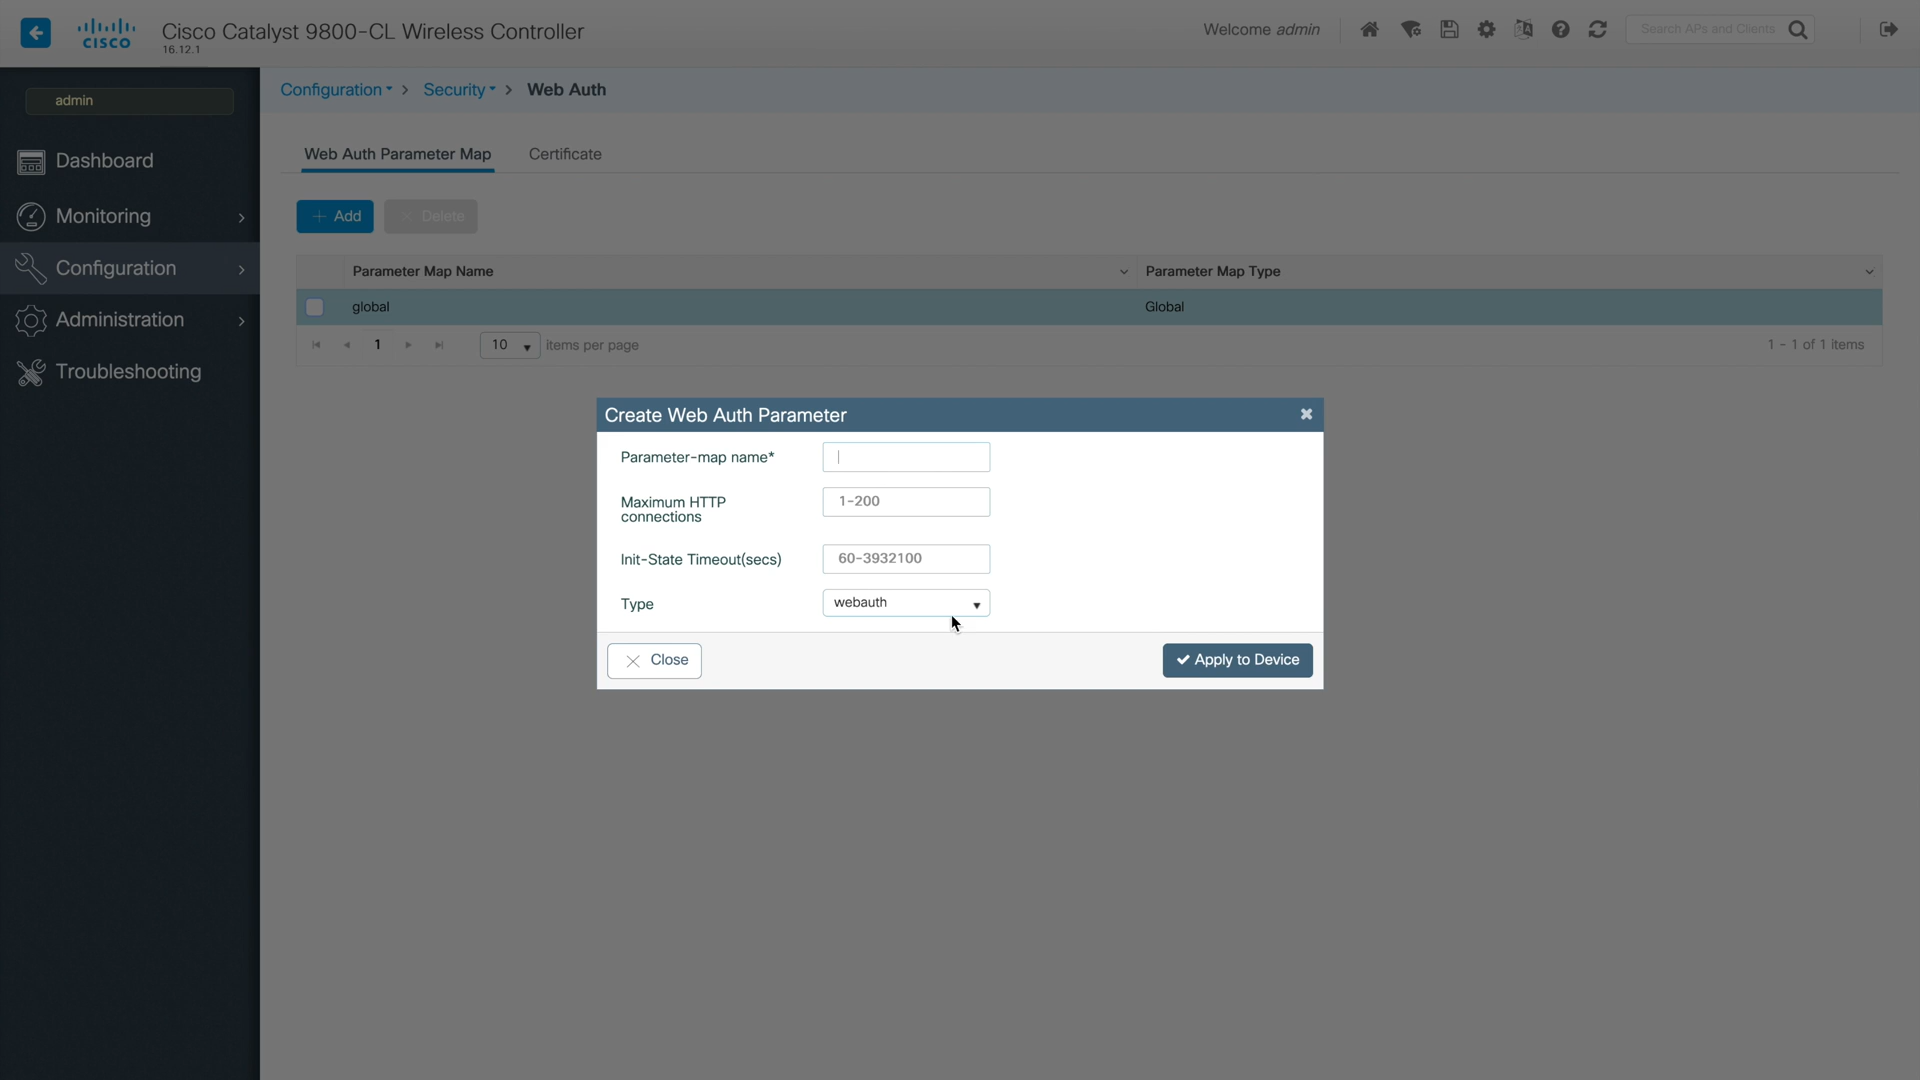 Cisco Catalyst 9800-CL Wireless Controller
cisco
16.12.1
Welcome admin
Search APs and Clients
admin
Dashboard
Monitoring
Configuration
Administration
Troubleshooting
Configuration > Security > Web Auth
Web Auth Parameter Map
Certificate
+ Add
× Delete
Parameter Map Name
Parameter Map Type
global
Global
1
10
items per page
1 - 1 of 1 items
Create Web Auth Parameter
Parameter-map name*
Maximum HTTP
connections
1-200
Init-State Timeout(secs)
60-3932100
Type
webauth
Close
Apply to Device